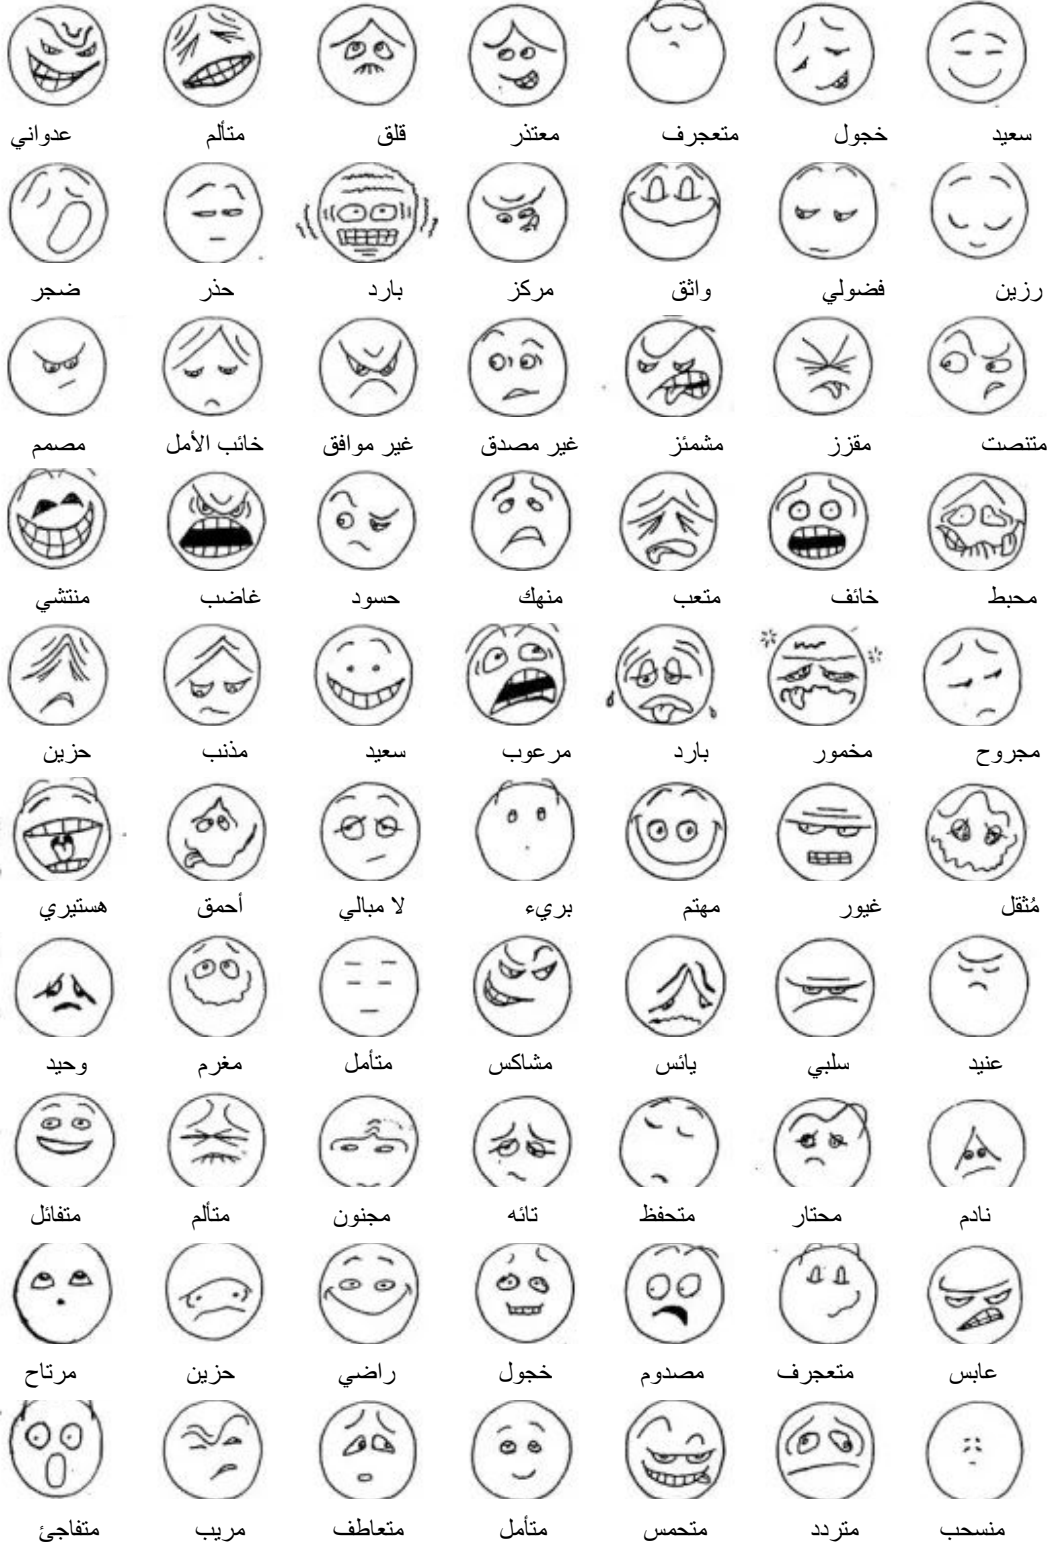 سعيد خجول متعجرف معتذر قلق متألم عدواني
رزين فضولي واثق مركز بارد حذر ضجر
متنصت مقزز مشمئز غير مصدق غير موافق خائب الأمل مصمم
محبط خائف متعب منهك حسود غاضب منتشي
مجروح مخمور بارد مرعوب سعيد مذنب حزين
مُثقل غيور مهتم بريء لا مبالي أحمق هستيري
عنيد سلبي يائس مشاكس متأمل مغرم وحيد
نادم محتار متحفظ تائه مجنون متألم متفائل
عابس متعجرف مصدوم خجول راضي حزين مرتاح
منسحب متردد متحمس متأمل متعاطف مريب متفاجئ